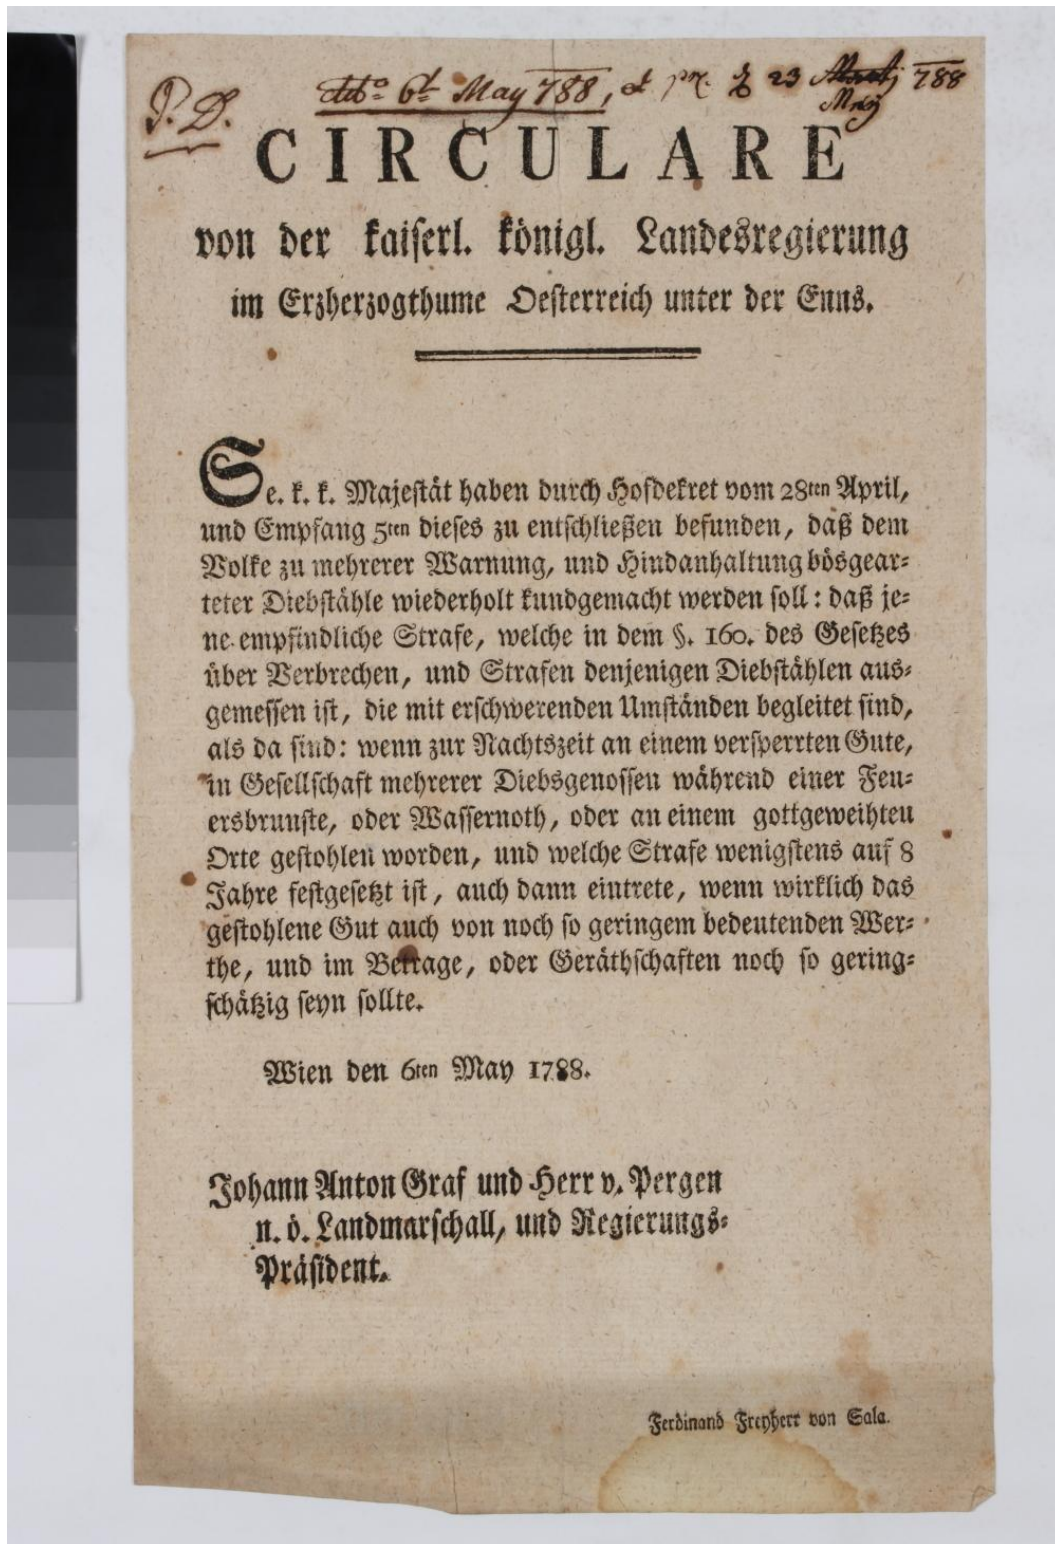 P. D.
dtо 6t May 788, et pr. 23 May 788
CIRCULARE
von der kaiserl. königl. Landesregierung
im Erzherzogthume Oesterreich unter der Enns.
Se. k. k. Majestät haben durch Hofdekret vom 28ten April,
und Empfang 5ten dieses zu entschließen befunden, daß dem
Volke zu mehrerer Warnung, und Hindanhaltung bösgear-
teter Diebstähle wiederholt kundgemacht werden soll: daß je-
ne empfindliche Strafe, welche in dem §. 160. des Gesetzes
über Verbrechen, und Strafen denjenigen Diebstählen aus-
gemessen ist, die mit erschwerenden Umständen begleitet sind,
als da sind: wenn zur Nachtszeit an einem versperrten Gute,
in Gesellschaft mehrerer Diebsgenossen während einer Feu-
ersbrunste, oder Wassernoth, oder an einem gottgeweihten
Orte gestohlen worden, und welche Strafe wenigstens auf 8
Jahre festgesetzt ist, auch dann eintrete, wenn wirklich das
gestohlene Gut auch von noch so geringem bedeutenden Wer-
the, und im Betrage, oder Geräthschaften noch so gering-
schätzig seyn sollte.
Wien den 6ten May 1788.
Johann Anton Graf und Herr v. Pergen
n. ö. Landmarschall, und Regierungs-
Präsident.
Ferdinand Freyherr von Sala.